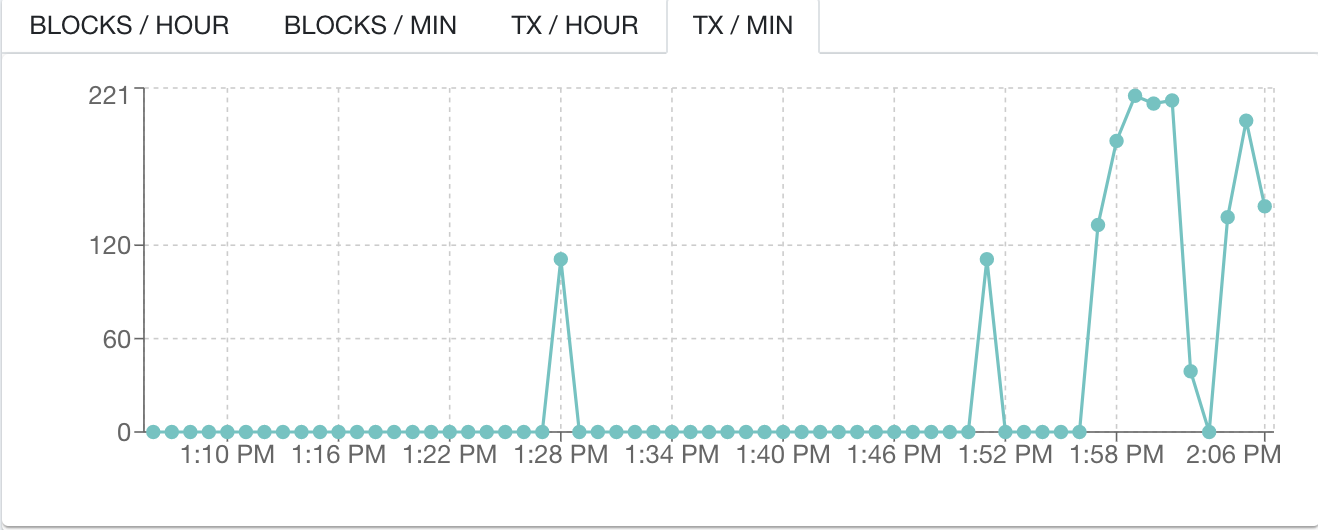 BLOCKS / HOUR BLOCKS / MIN TX / HOUR TX / MIN
221
120
60
0
1:10 PM 1:16 PM 1:22 PM 1:28 PM 1:34 PM 1:40 PM 1:46 PM 1:52 PM 1:58 PM 2:06 PM